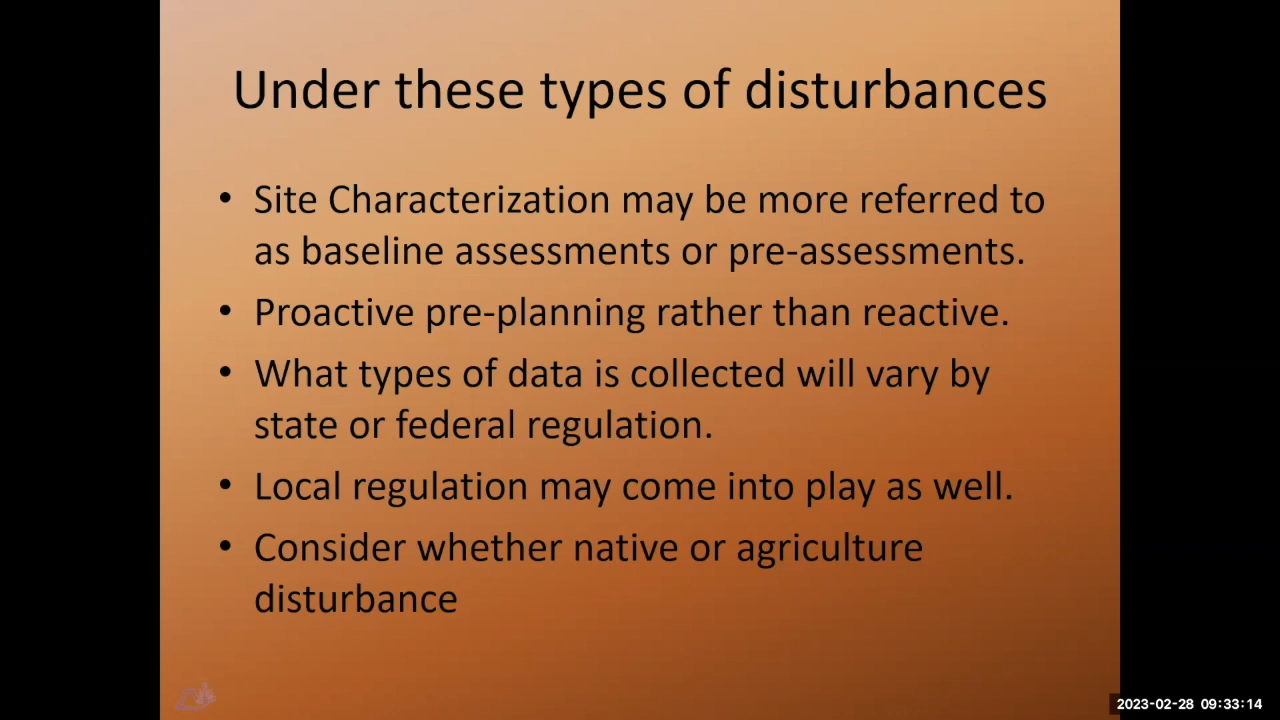 Under these types of disturbances
• Site Characterization may be more referred to
as baseline assessments or pre-assessments.
• Proactive pre-planning rather than reactive.
• What types of data is collected will vary by
state or federal regulation.
• Local regulation may come into play as well.
• Consider whether native or agriculture
disturbance
2023-02-28 09:33:14